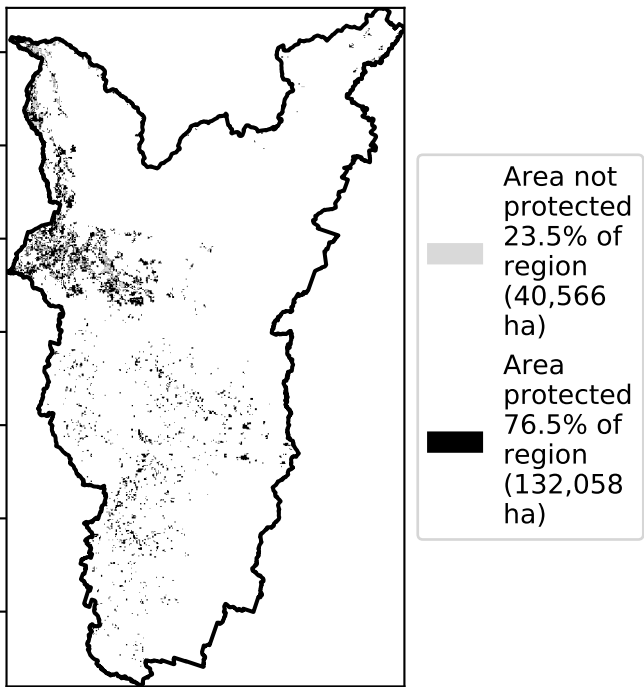 Area not
protected
23.5% of
region
(40,566
ha)
Area
protected
76.5% of
region
(132,058
ha)